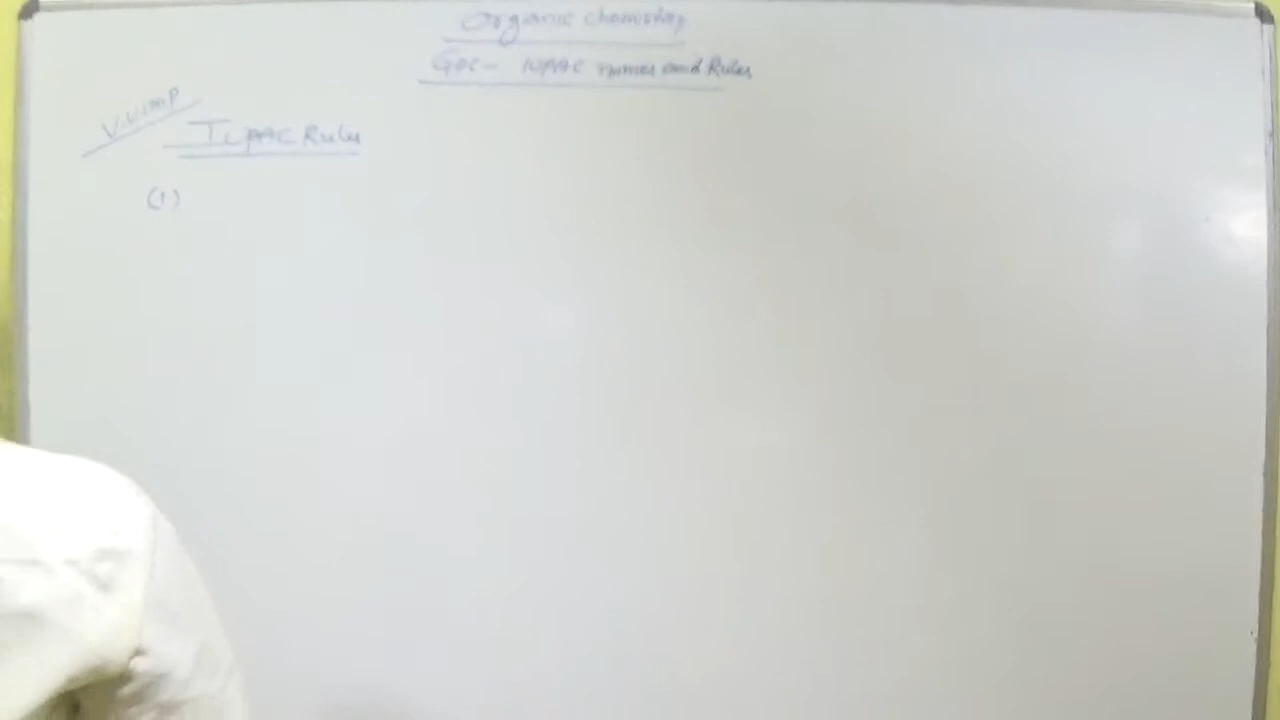 Organic Chemistry
GOC - IUPAC names and Rules
V.V.imp
IUPAC Rules
(1)